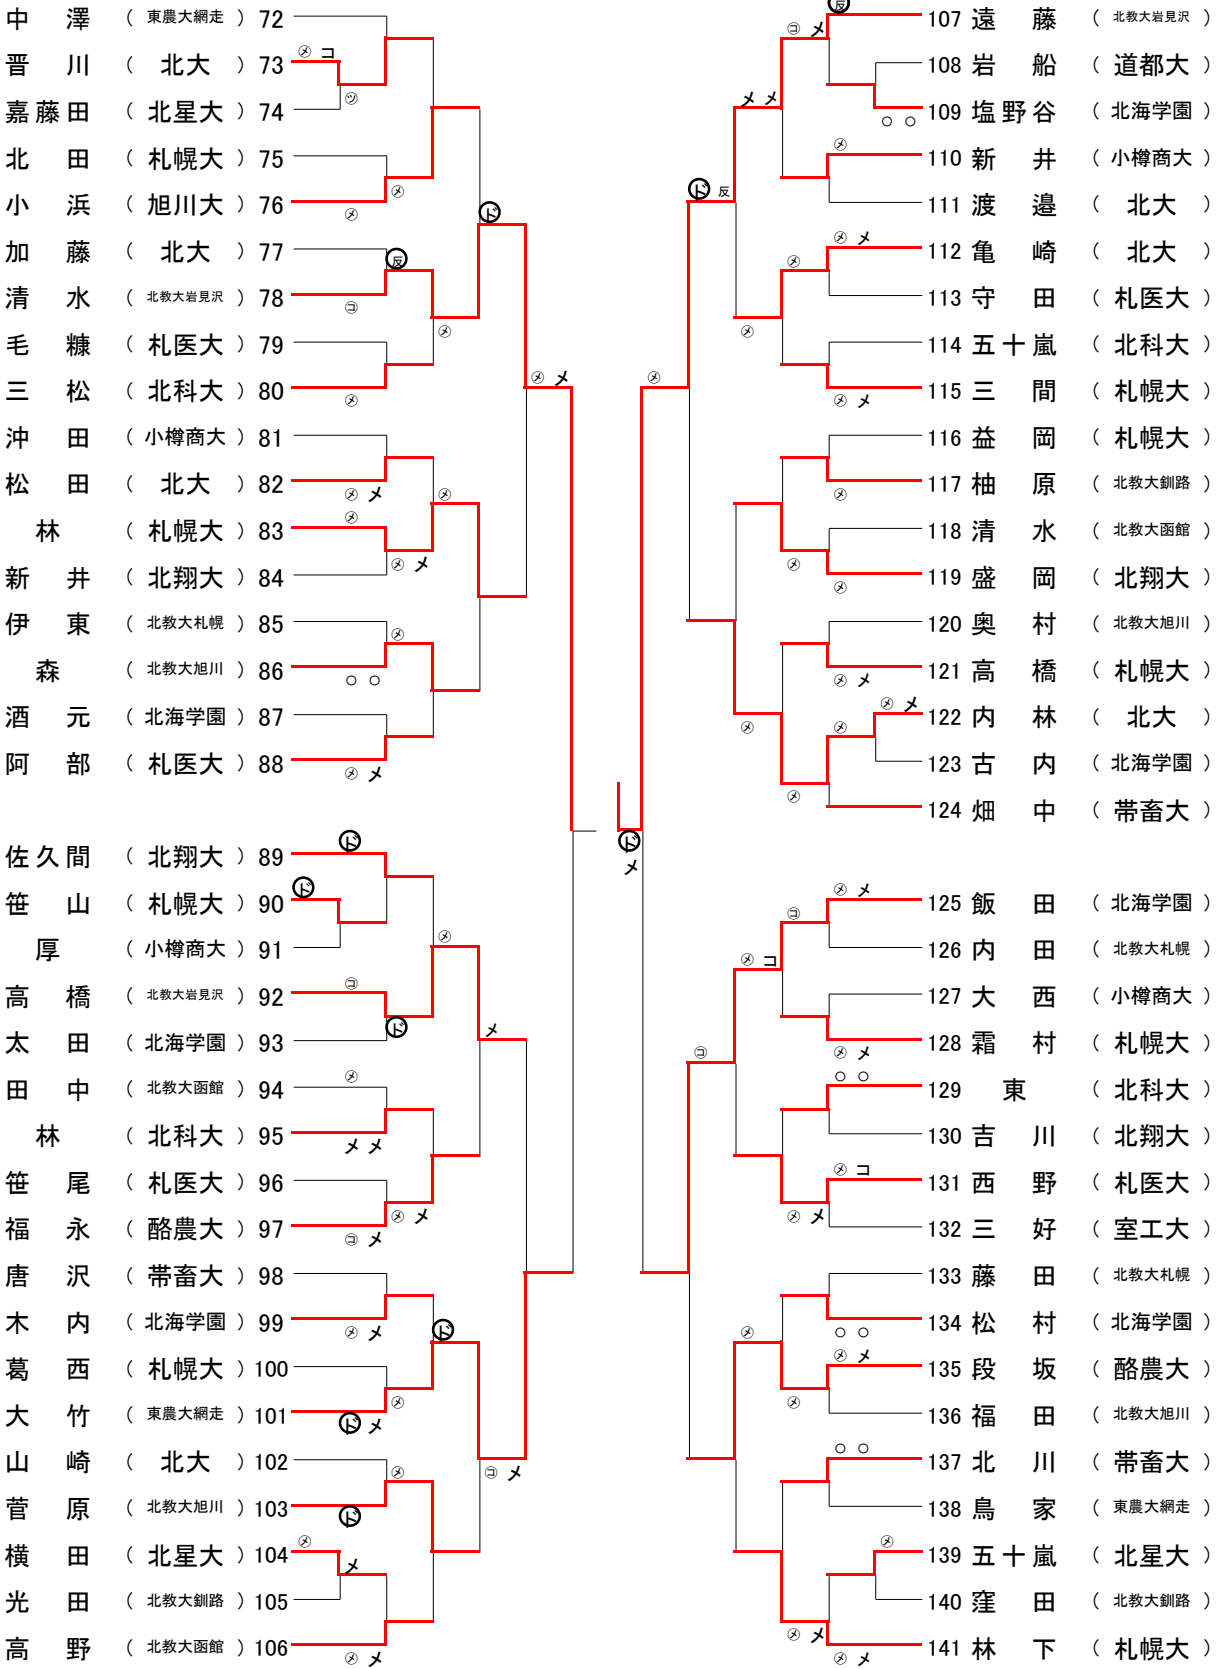 中澤 （ 東農大網走 ） 72
晋川 （ 北大 ） 73
嘉藤田 （ 北星大 ） 74
北田 （ 札幌大 ） 75
小浜 （ 旭川大 ） 76
加藤 （ 北大 ） 77
清水 （ 北教大岩見沢 ） 78
毛糠 （ 札医大 ） 79
三松 （ 北科大 ） 80
沖田 （ 小樽商大 ） 81
松田 （ 北大 ） 82
林 （ 札幌大 ） 83
新井 （ 北翔大 ） 84
伊東 （ 北教大札幌 ） 85
森 （ 北教大旭川 ） 86
酒元 （ 北海学園 ） 87
阿部 （ 札医大 ） 88
佐久間 （ 北翔大 ） 89
笹山 （ 札幌大 ） 90
厚 （ 小樽商大 ） 91
高橋 （ 北教大岩見沢 ） 92
太田 （ 北海学園 ） 93
田中 （ 北教大函館 ） 94
林 （ 北科大 ） 95
笹尾 （ 札医大 ） 96
福永 （ 酪農大 ） 97
唐沢 （ 帯畜大 ） 98
木内 （ 北海学園 ） 99
葛西 （ 札幌大 ） 100
大竹 （ 東農大網走 ） 101
山崎 （ 北大 ） 102
菅原 （ 北教大旭川 ） 103
横田 （ 北星大 ） 104
光田 （ 北教大釧路 ） 105
高野 （ 北教大函館 ） 106
107 遠藤 （ 北教大岩見沢 ）
108 岩船 （ 道都大 ）
109 塩野谷 （ 北海学園 ）
110 新井 （ 小樽商大 ）
111 渡邉 （ 北大 ）
112 亀崎 （ 北大 ）
113 守田 （ 札医大 ）
114 五十嵐 （ 北科大 ）
115 三間 （ 札幌大 ）
116 益岡 （ 札幌大 ）
117 柚原 （ 北教大釧路 ）
118 清水 （ 北教大函館 ）
119 盛岡 （ 北翔大 ）
120 奥村 （ 北教大旭川 ）
121 高橋 （ 札幌大 ）
122 内林 （ 北大 ）
123 古内 （ 北海学園 ）
124 畑中 （ 帯畜大 ）
125 飯田 （ 北海学園 ）
126 内田 （ 北教大札幌 ）
127 大西 （ 小樽商大 ）
128 霜村 （ 札幌大 ）
129 東 （ 北科大 ）
130 吉川 （ 北翔大 ）
131 西野 （ 札医大 ）
132 三好 （ 室工大 ）
133 藤田 （ 北教大札幌 ）
134 松村 （ 北海学園 ）
135 段坂 （ 酪農大 ）
136 福田 （ 北教大旭川 ）
137 北川 （ 帯畜大 ）
138 鳥家 （ 東農大網走 ）
139 五十嵐 （ 北星大 ）
140 窪田 （ 北教大釧路 ）
141 林下 （ 札幌大 ）